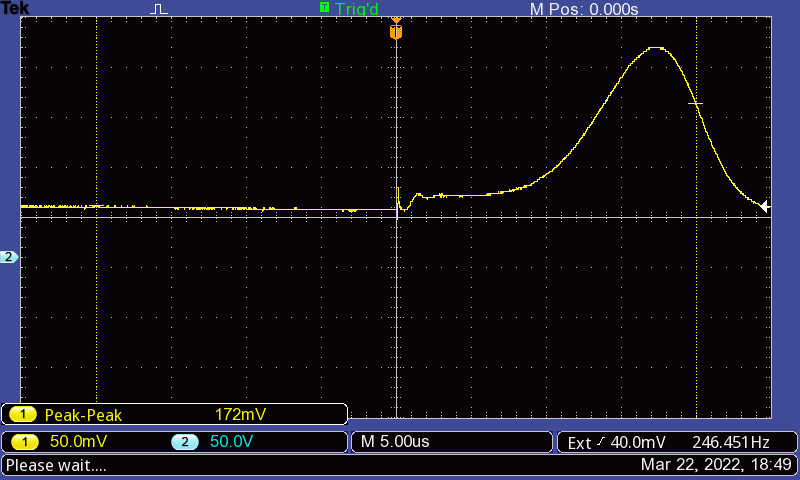 Tek T Trig'd M Pos: 0.000s
T
2
1 Peak-Peak 172mV
1 50.0mV 2 50.0V M 5.00us Ext 40.0mV 246.451Hz
Please wait.... Mar 22, 2022, 18:49